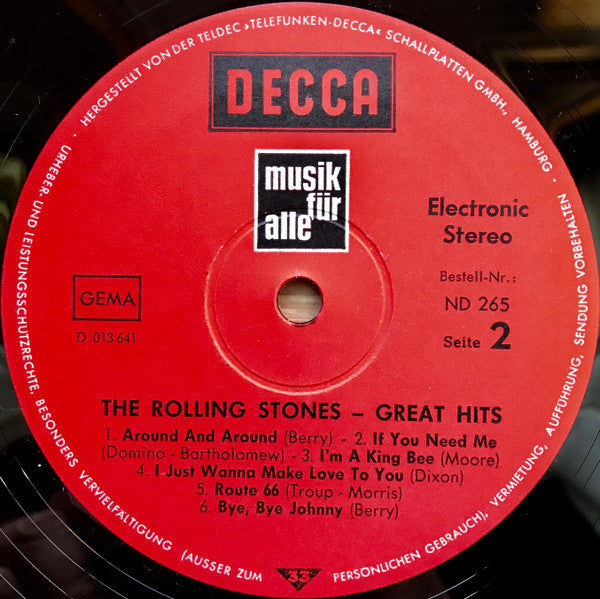 HERGESTELLT VON DER TELDEC »TELEFUNKEN-DECCA« SCHALLPLATTEN GMBH., HAMBURG ·
URHEBER- UND LEISTUNGSSCHUTZRECHTE, BESONDERS VERVIELFÄLTIGUNG (AUSSER ZUM PERSÖNLICHEN GEBRAUCH), VERMIETUNG, AUFFÜHRUNG, SENDUNG VORBEHALTEN ·
DECCA
musik
für
alle
Electronic
Stereo
Bestell-Nr.:
GEMA
ND 265
D 013 641
Seite 2
THE ROLLING STONES – GREAT HITS
1. Around And Around (Berry) - 2. If You Need Me
(Domino - Bartholomew) - 3. I'm A King Bee (Moore)
4. I Just Wanna Make Love To You (Dixon)
5. Route 66 (Troup - Morris)
6. Bye, Bye Johnny (Berry)
33